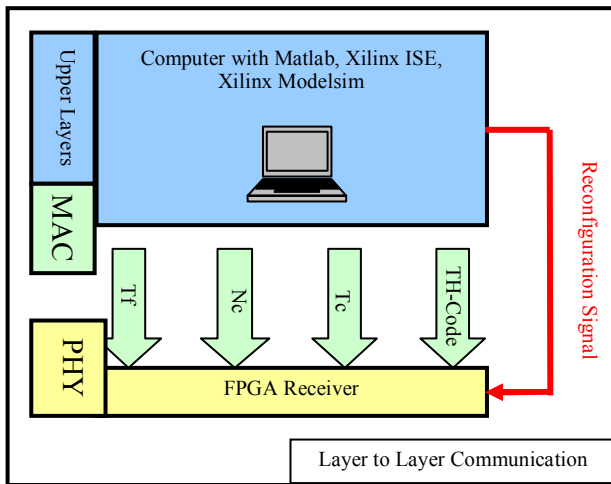 Upper Layers
Computer with Matlab, Xilinx ISE,
Xilinx Modelsim
MAC
Reconfiguration Signal
Tf
Nc
Tc
TH-Code
PHY
FPGA Receiver
Layer to Layer Communication